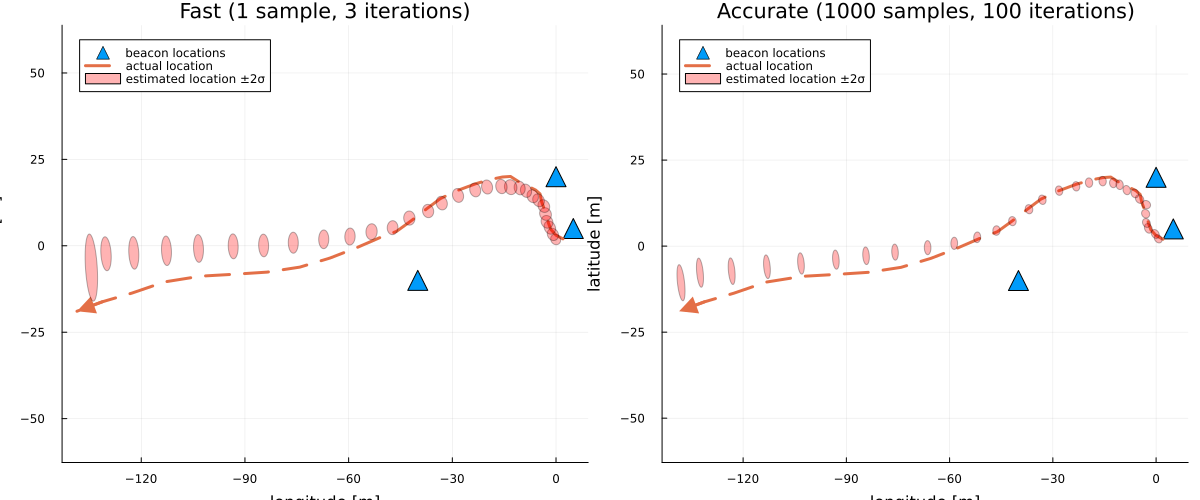 Fast (1 sample, 3 iterations)
beacon locations
actual location
estimated location ±2σ
50
25
0
−25
−50
−120
−90
−60
−30
0
longitude [m]
Accurate (1000 samples, 100 iterations)
beacon locations
actual location
estimated location ±2σ
latitude [m]
50
25
0
−25
−50
−120
−90
−60
−30
0
longitude [m]